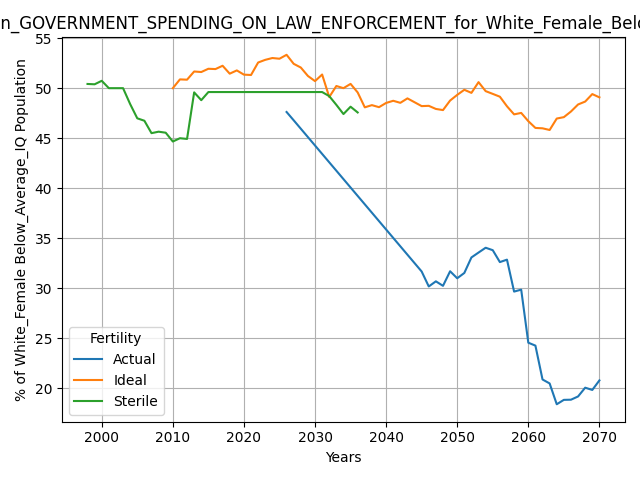 n_GOVERNMENT_SPENDING_ON_LAW_ENFORCEMENT_for_White_Female_Belo
% of White_Female Below_Average_IQ Population
55
50
45
40
35
30
25
20
Fertility
Actual
Ideal
Sterile
2000 2010 2020 2030 2040 2050 2060 2070
Years